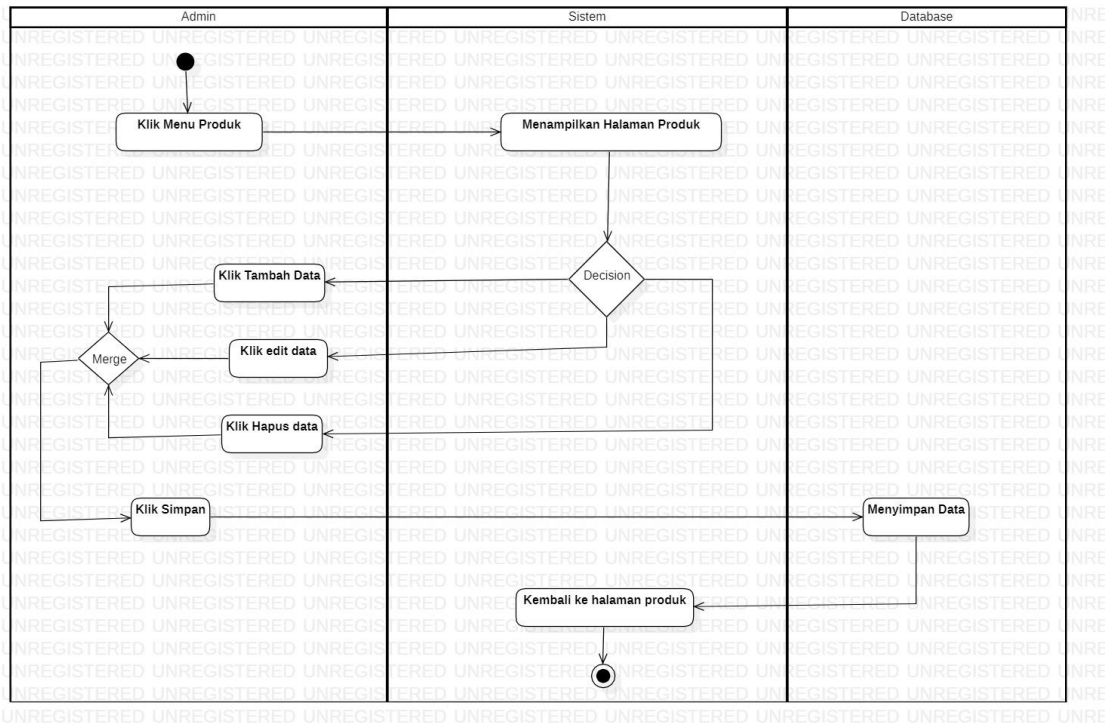 Admin
Sistem
Database
Klik Menu Produk
Menampilkan Halaman Produk
Klik Tambah Data
Decision
Merge
Klik edit data
Klik Hapus data
Klik Simpan
Menyimpan Data
Kembali ke halaman produk
UNREGISTERED